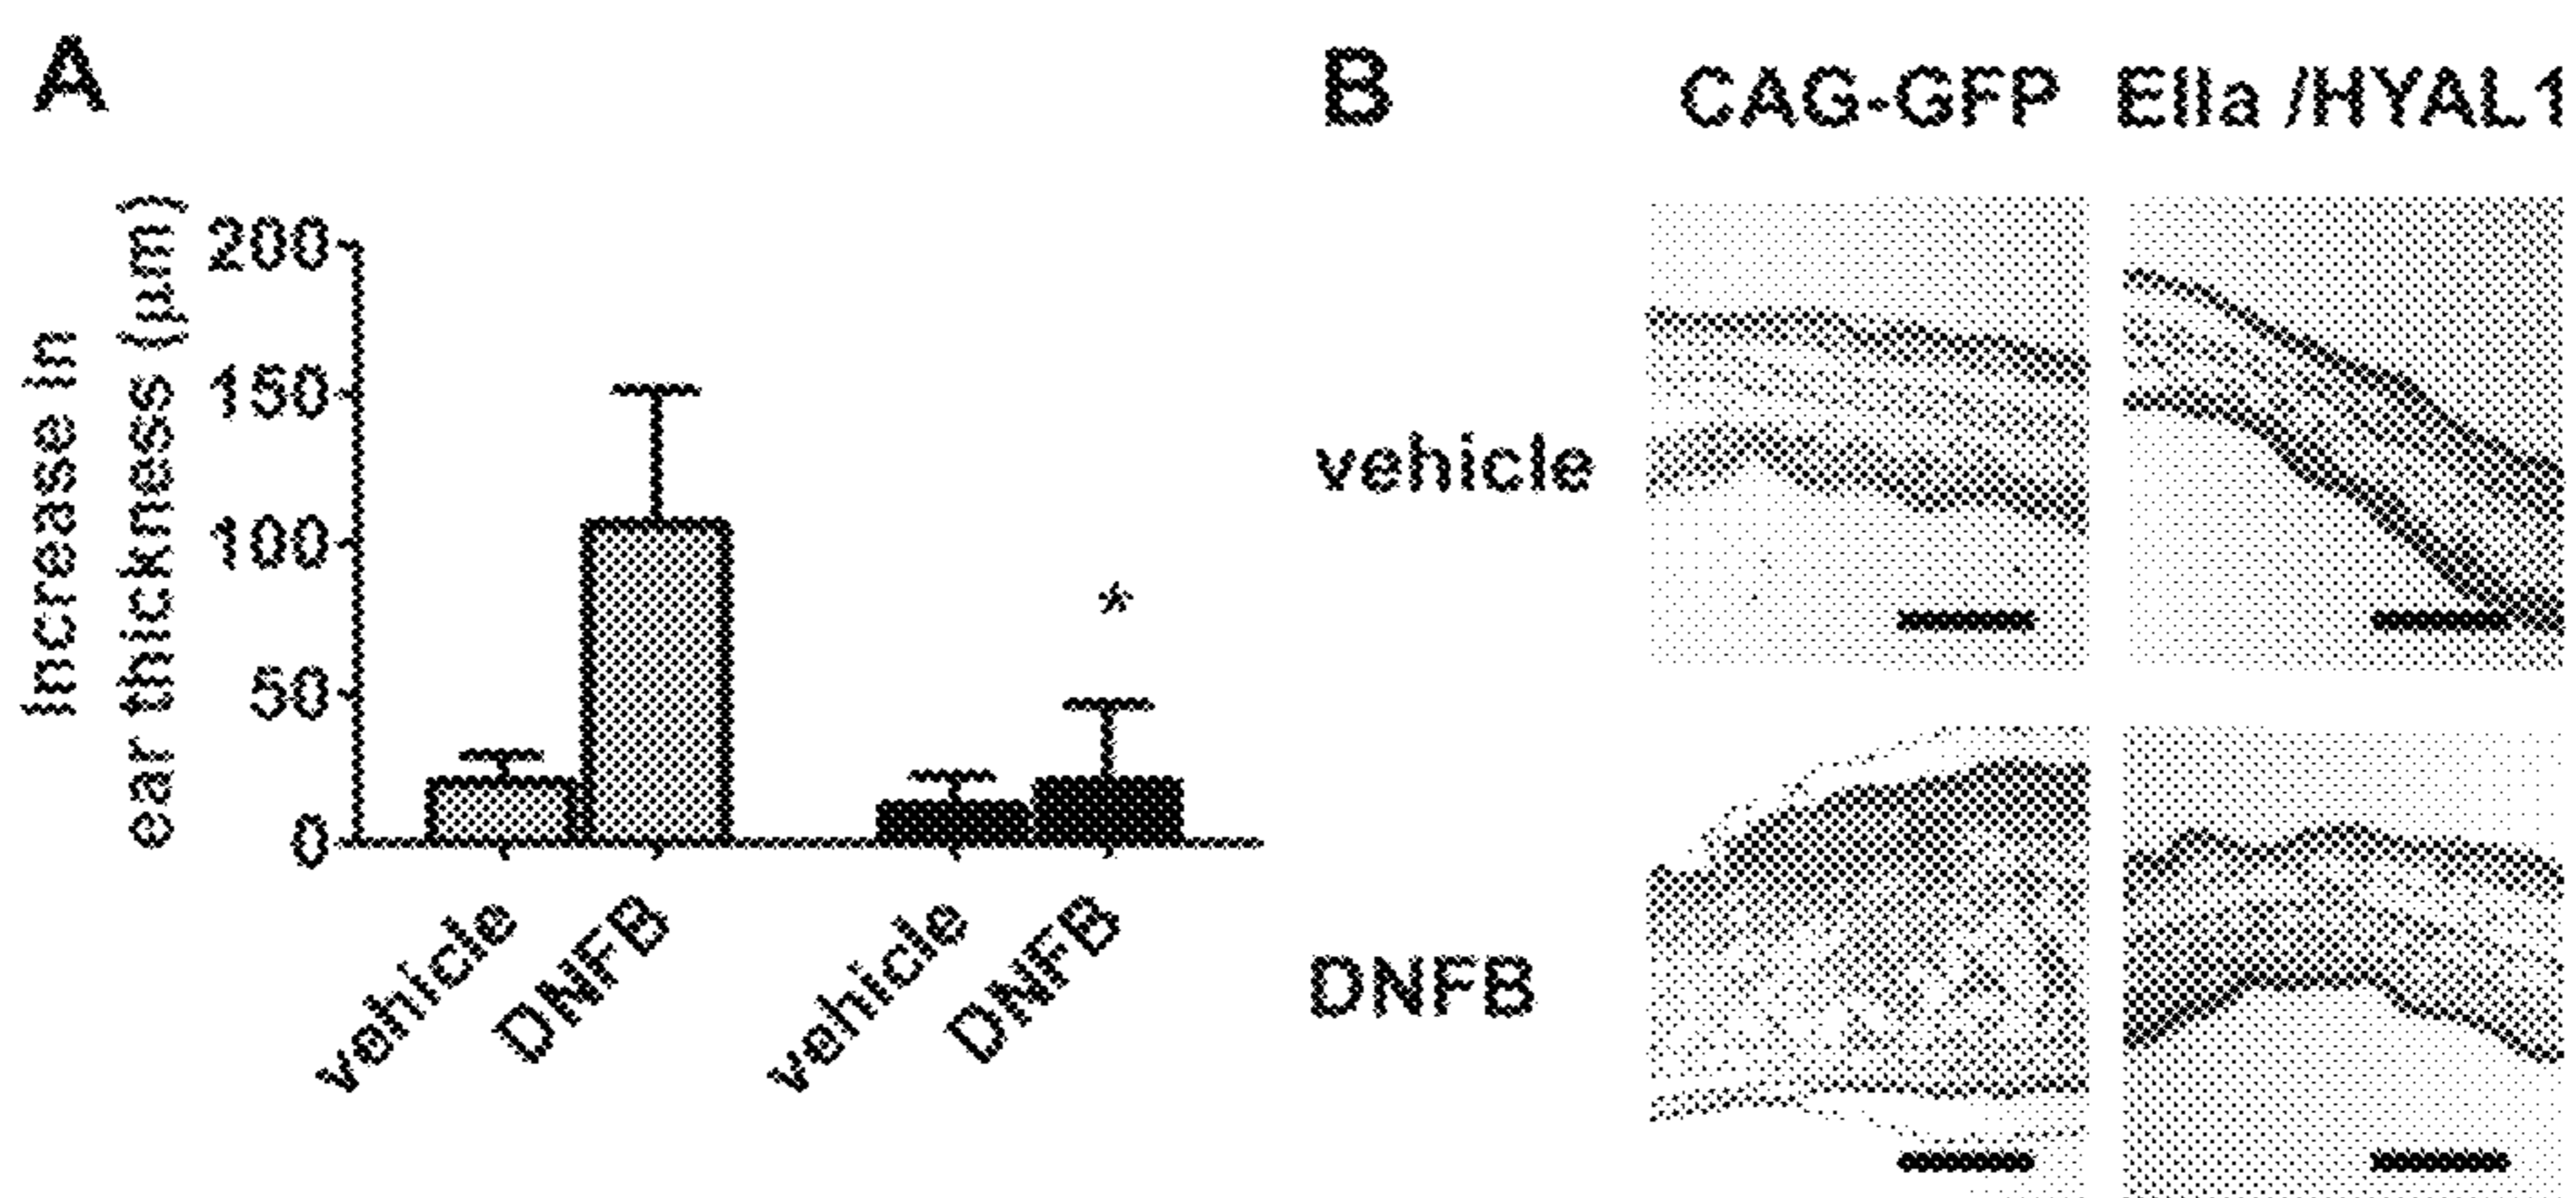 A
Increase in
ear thickness (µm)
200
150
100
50
0
vehicle
DNFB
vehicle
DNFB
*
B
CAG-GFP
EIIa /HYAL1
vehicle
DNFB